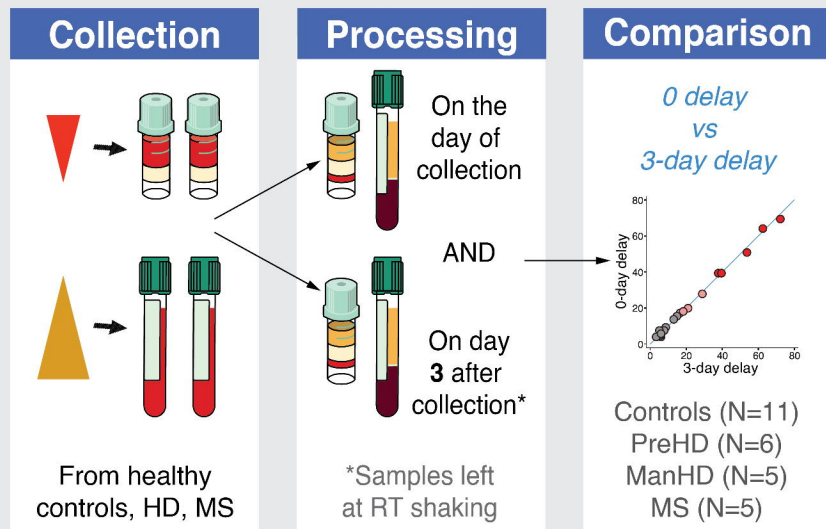 Collection
From healthy
controls, HD, MS
Processing
On the
day of
collection
AND
On day
3 after
collection*
*Samples left
at RT shaking
Comparison
0 delay
vs
3-day delay
80
60
40
20
0
0-day delay
0 20 40 60 80
3-day delay
Controls (N=11)
PreHD (N=6)
ManHD (N=5)
MS (N=5)